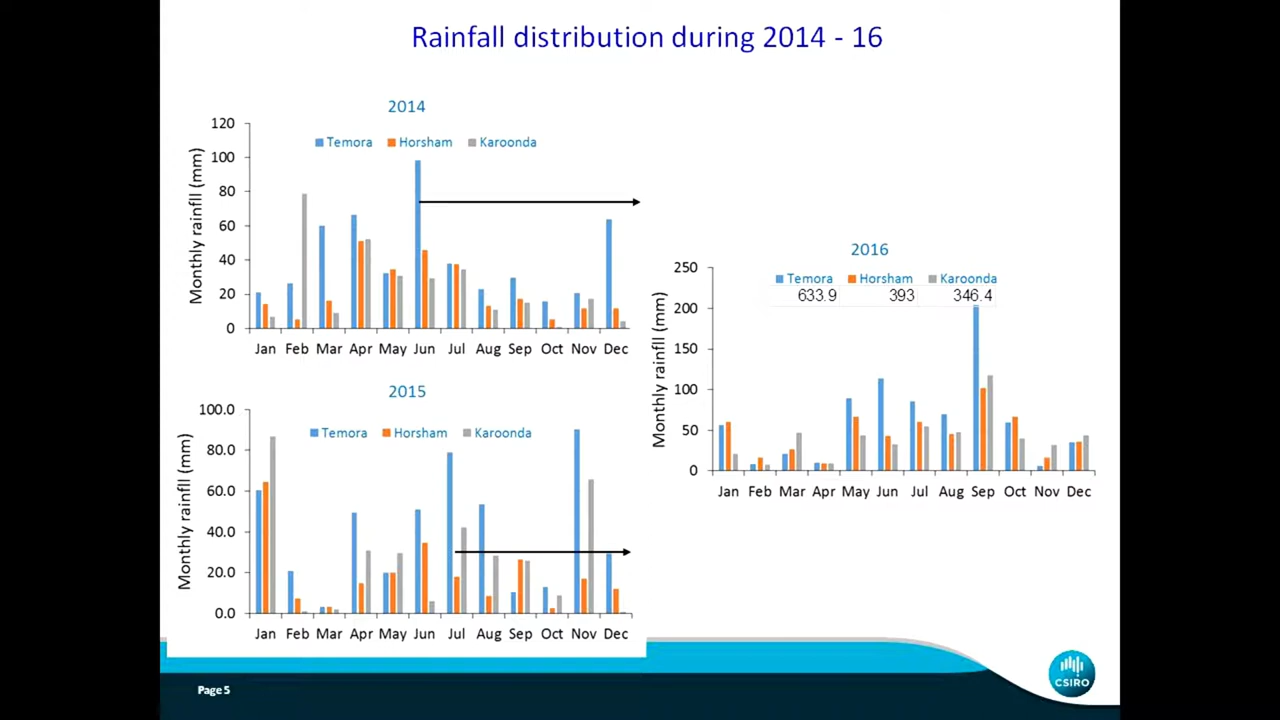 Rainfall distribution during 2014 - 16
2014
Temora Horsham Karoonda
Monthly rainfll (mm)
120
100
80
60
40
20
0
Jan Feb Mar Apr May Jun Jul Aug Sep Oct Nov Dec
2015
Temora Horsham Karoonda
Monthly rainfll (mm)
100.0
80.0
60.0
40.0
20.0
0.0
Jan Feb Mar Apr May Jun Jul Aug Sep Oct Nov Dec
2016
Temora Horsham Karoonda
633.9 393 346.4
Monthly rainfll (mm)
250
200
150
100
50
0
Jan Feb Mar Apr May Jun Jul Aug Sep Oct Nov Dec
Page 5
CSIRO